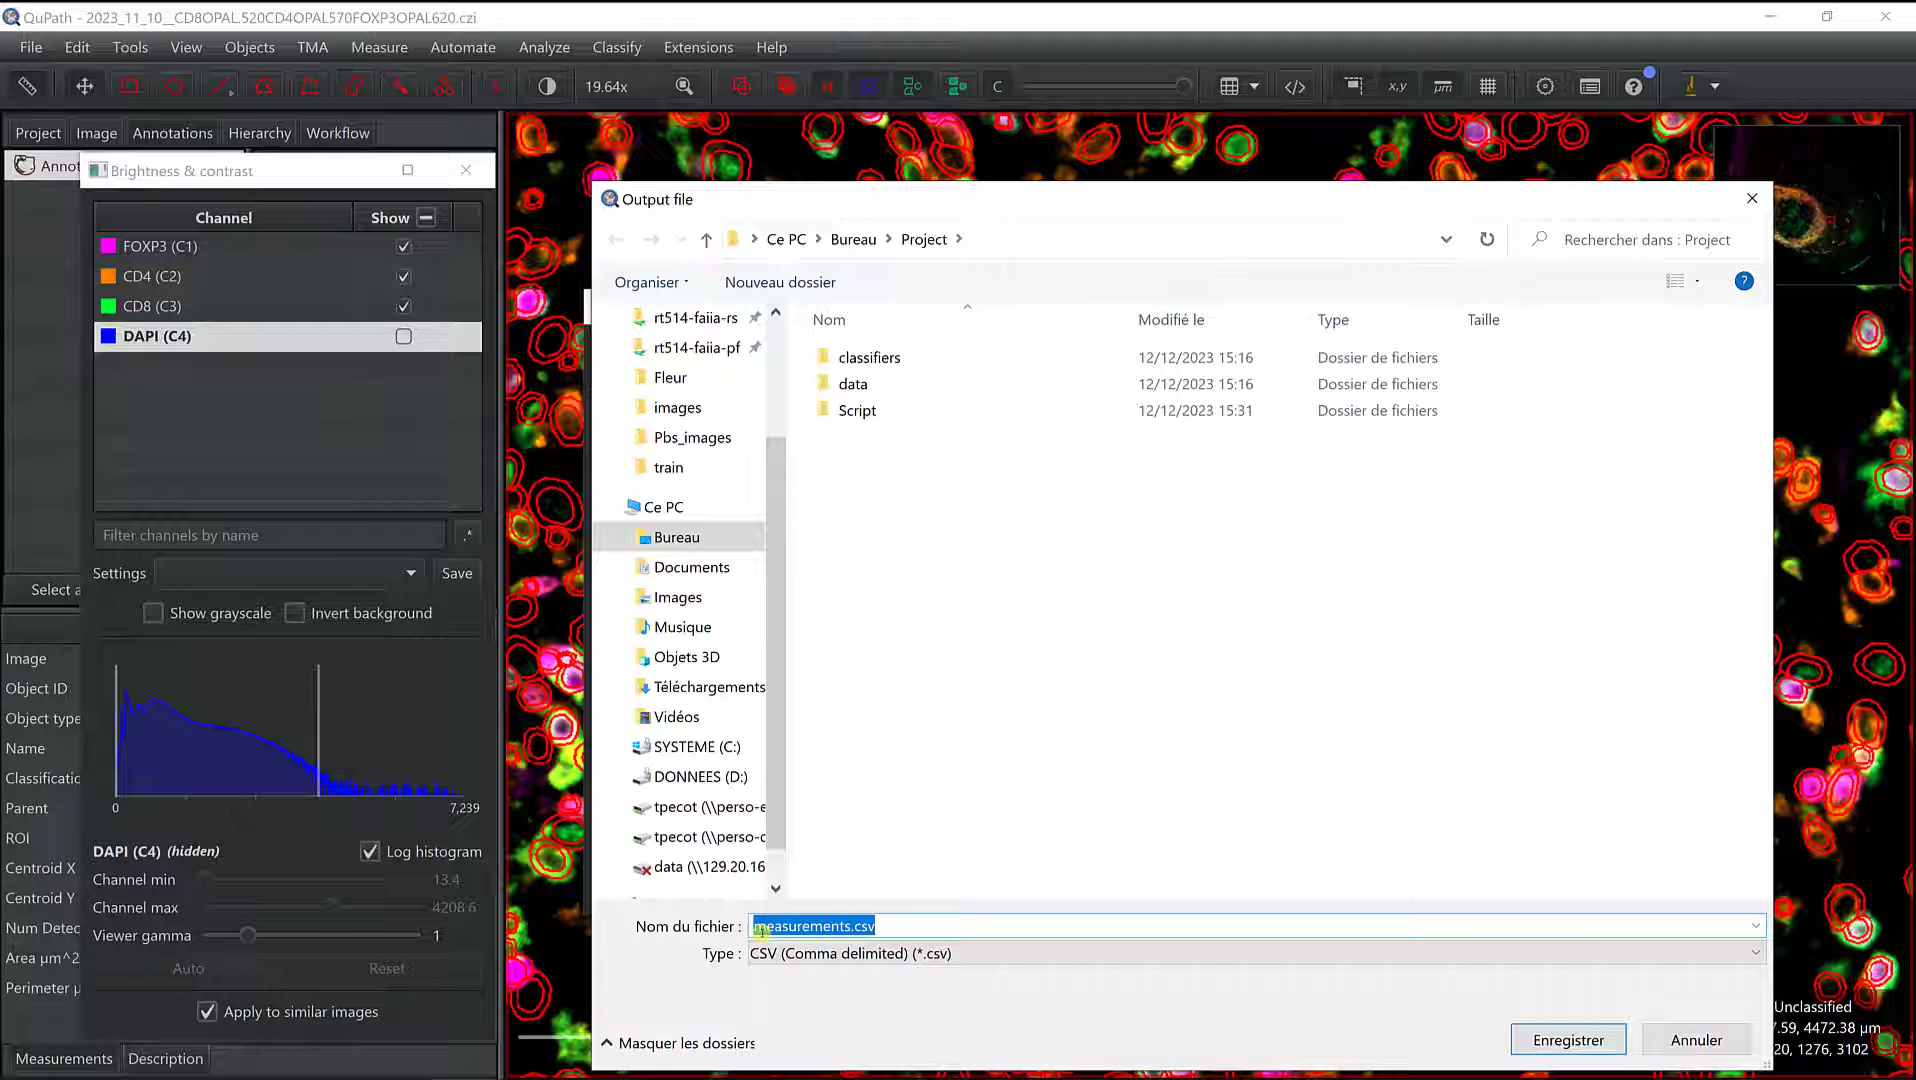 QuPath - 2023_11_10__CD8OPAL.520CD4OPAL570FOXP3OPAL620.czi
File Edit Tools View Objects TMA Measure Automate Analyze Classify Extensions Help
19.64x
C
x,y
μm
Project Image Annotations Hierarchy Workflow
Brightness & contrast
Channel Show
FOXP3 (C1)
CD4 (C2)
CD8 (C3)
DAPI (C4)
Filter channels by name
.*
Settings
Save
Show grayscale
Invert background
0
7,239
DAPI (C4) (hidden)
Log histogram
Channel min
13.4
Channel max
4208.6
Viewer gamma
1
Auto
Reset
Apply to similar images
Select a
Image
Object ID
Object type
Name
Classificatic
Parent
ROI
Centroid X
Centroid Y
Num Detec
Area μm^2
Perimeter μ
Measurements Description
Output file
Ce PC
Bureau
Project
Rechercher dans : Project
Organiser
Nouveau dossier
rt514-faiia-rs
rt514-faiia-pf
Fleur
images
Pbs_images
train
Ce PC
Bureau
Documents
Images
Musique
Objets 3D
Téléchargements
Vidéos
SYSTEME (C:)
DONNEES (D:)
tpecot (\\perso-e
tpecot (\\perso-c
data (\\129.20.16
Nom Modifié le Type Taille
classifiers 12/12/2023 15:16 Dossier de fichiers
data 12/12/2023 15:16 Dossier de fichiers
Script 12/12/2023 15:31 Dossier de fichiers
Nom du fichier : measurements.csv
Type : CSV (Comma delimited) (*.csv)
Masquer les dossiers
Enregistrer
Annuler
Unclassified
7.59, 4472.38 μm
20, 1276, 3102